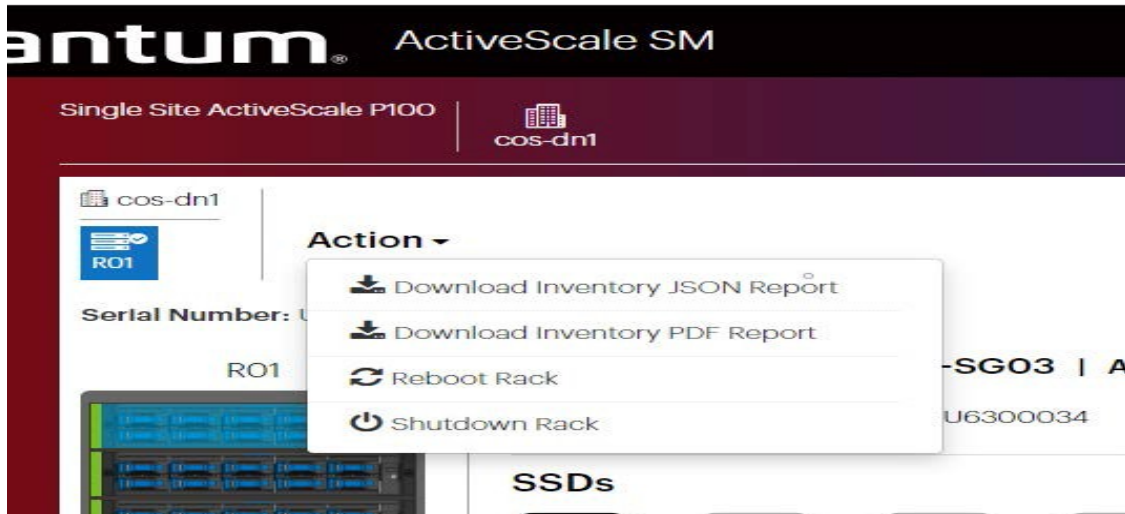 antum® ActiveScale SM
Single Site ActiveScale P100
cos-dn1
cos-dn1
R01
Action
Download Inventory JSON Report
Serial Number: U
Download Inventory PDF Report
R01
Reboot Rack
-SG03 | A
Shutdown Rack
U6300034
SSDs